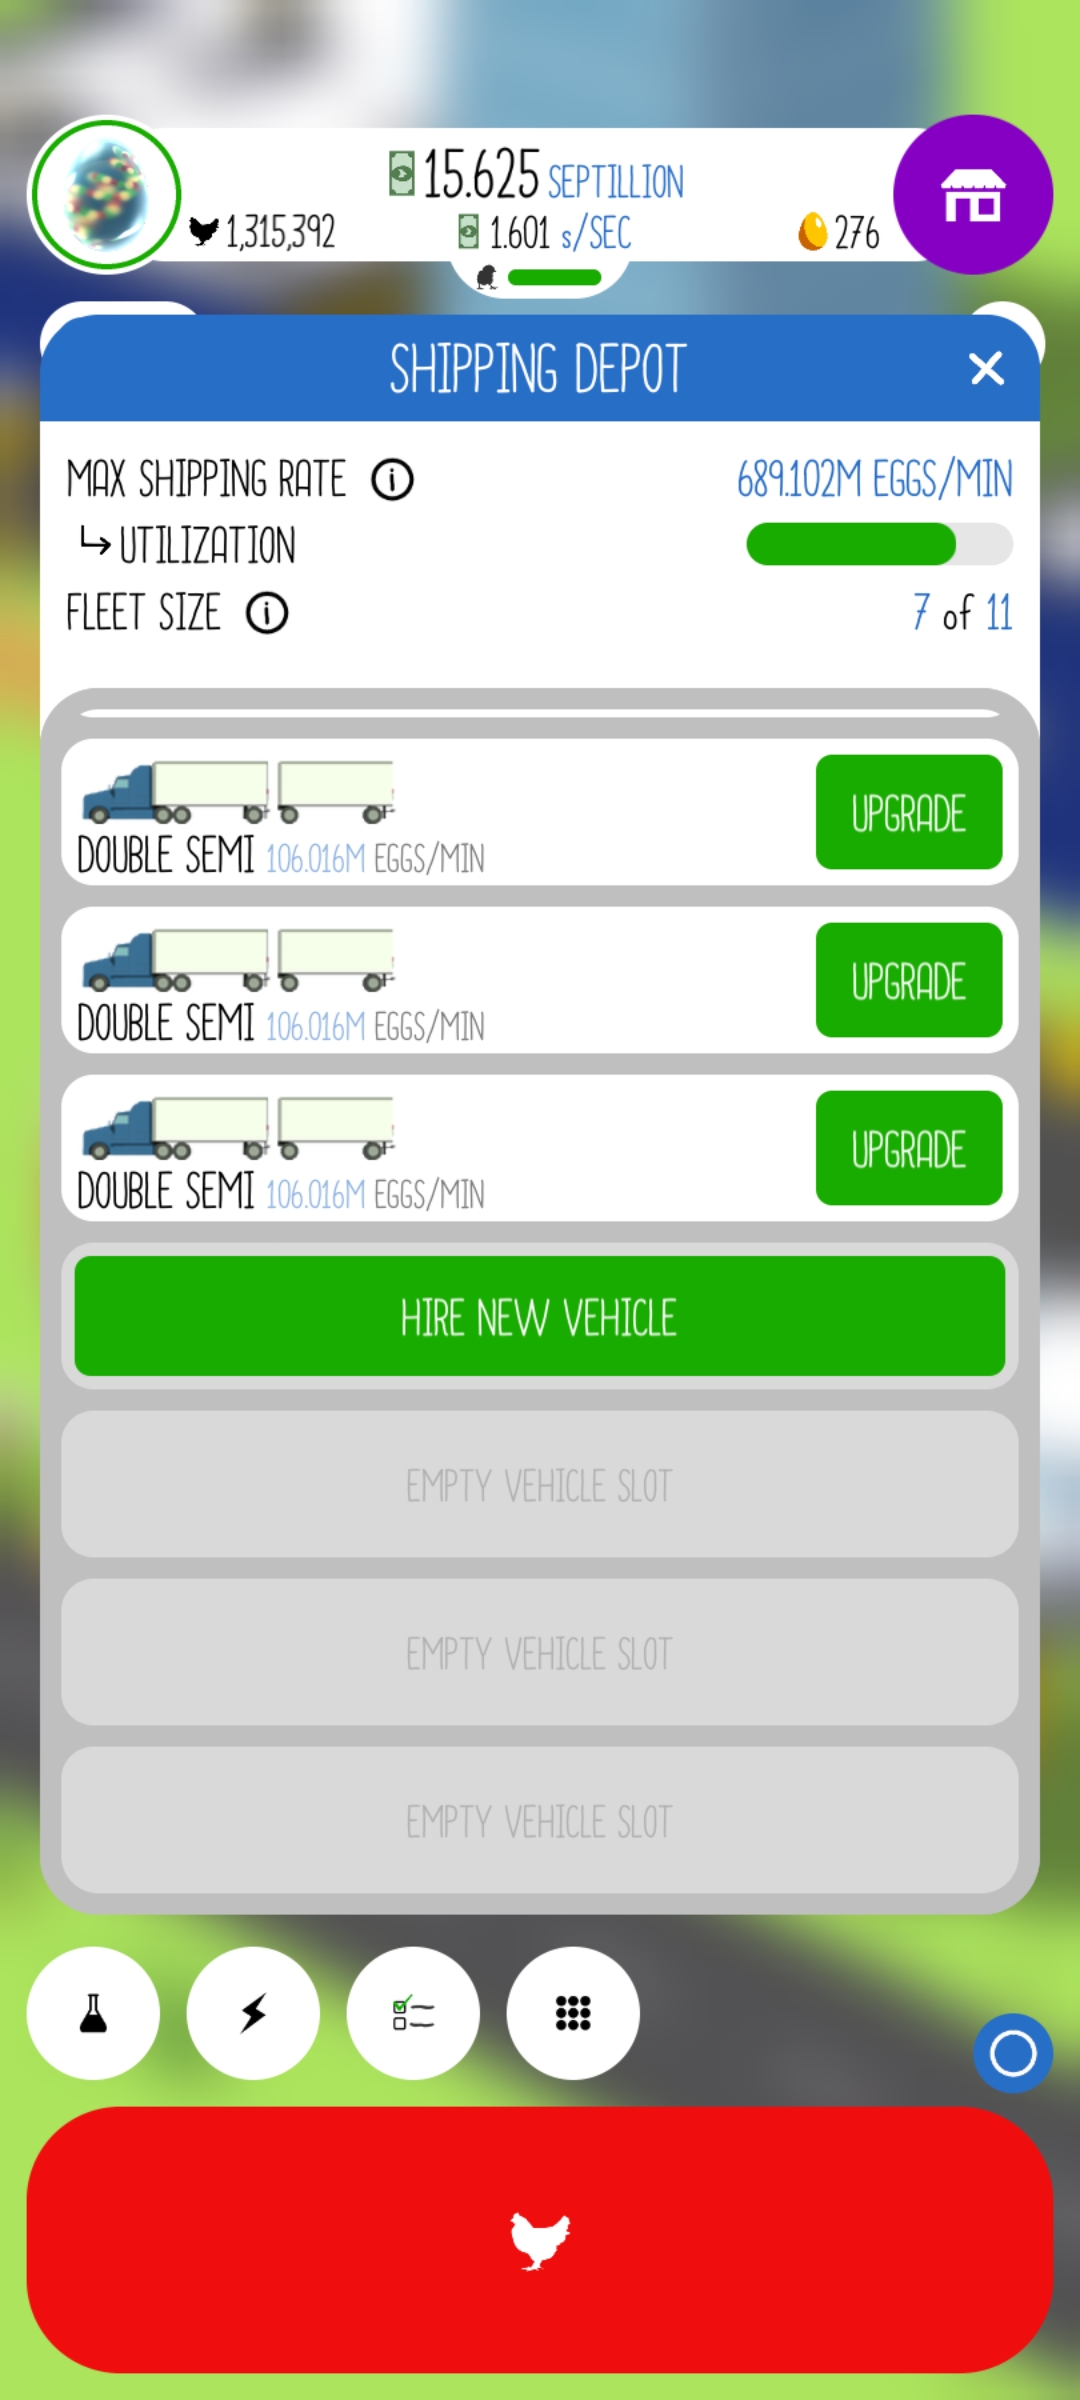 15.625 SEPTILLION
1,315,392
1.601 s/SEC
276
SHIPPING DEPOT
MAX SHIPPING RATE
689.102M EGGS/MIN
UTILIZATION
FLEET SIZE
7 of 11
UPGRADE
DOUBLE SEMI 106.016M EGGS/MIN
UPGRADE
DOUBLE SEMI 106.016M EGGS/MIN
UPGRADE
DOUBLE SEMI 106.016M EGGS/MIN
HIRE NEW VEHICLE
EMPTY VEHICLE SLOT
EMPTY VEHICLE SLOT
EMPTY VEHICLE SLOT